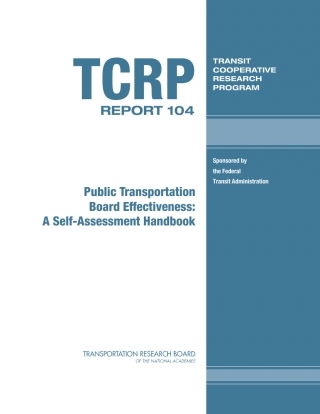 TCRP
REPORT 104
TRANSIT
COOPERATIVE
RESEARCH
PROGRAM
Sponsored by
the Federal
Transit Administration
Public Transportation
Board Effectiveness:
A Self-Assessment Handbook
TRANSPORTATION RESEARCH BOARD
OF THE NATIONAL ACADEMIES